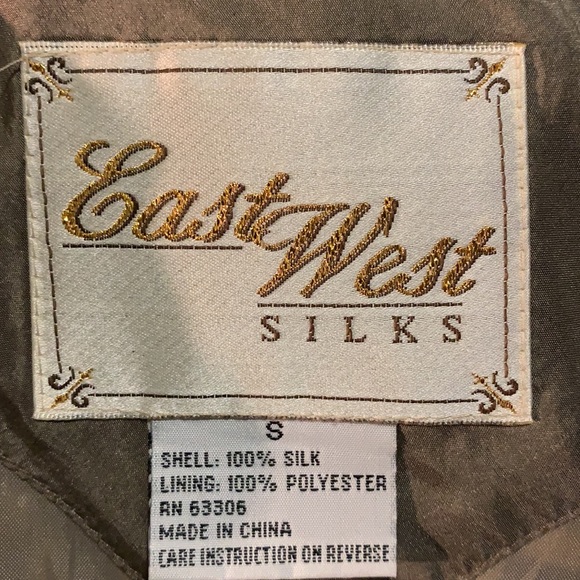 East
West
SILKS
S
SHELL: 100% SILK
LINING: 100% POLYESTER
RN 63306
MADE IN CHINA
CARE INSTRUCTION ON REVERSE